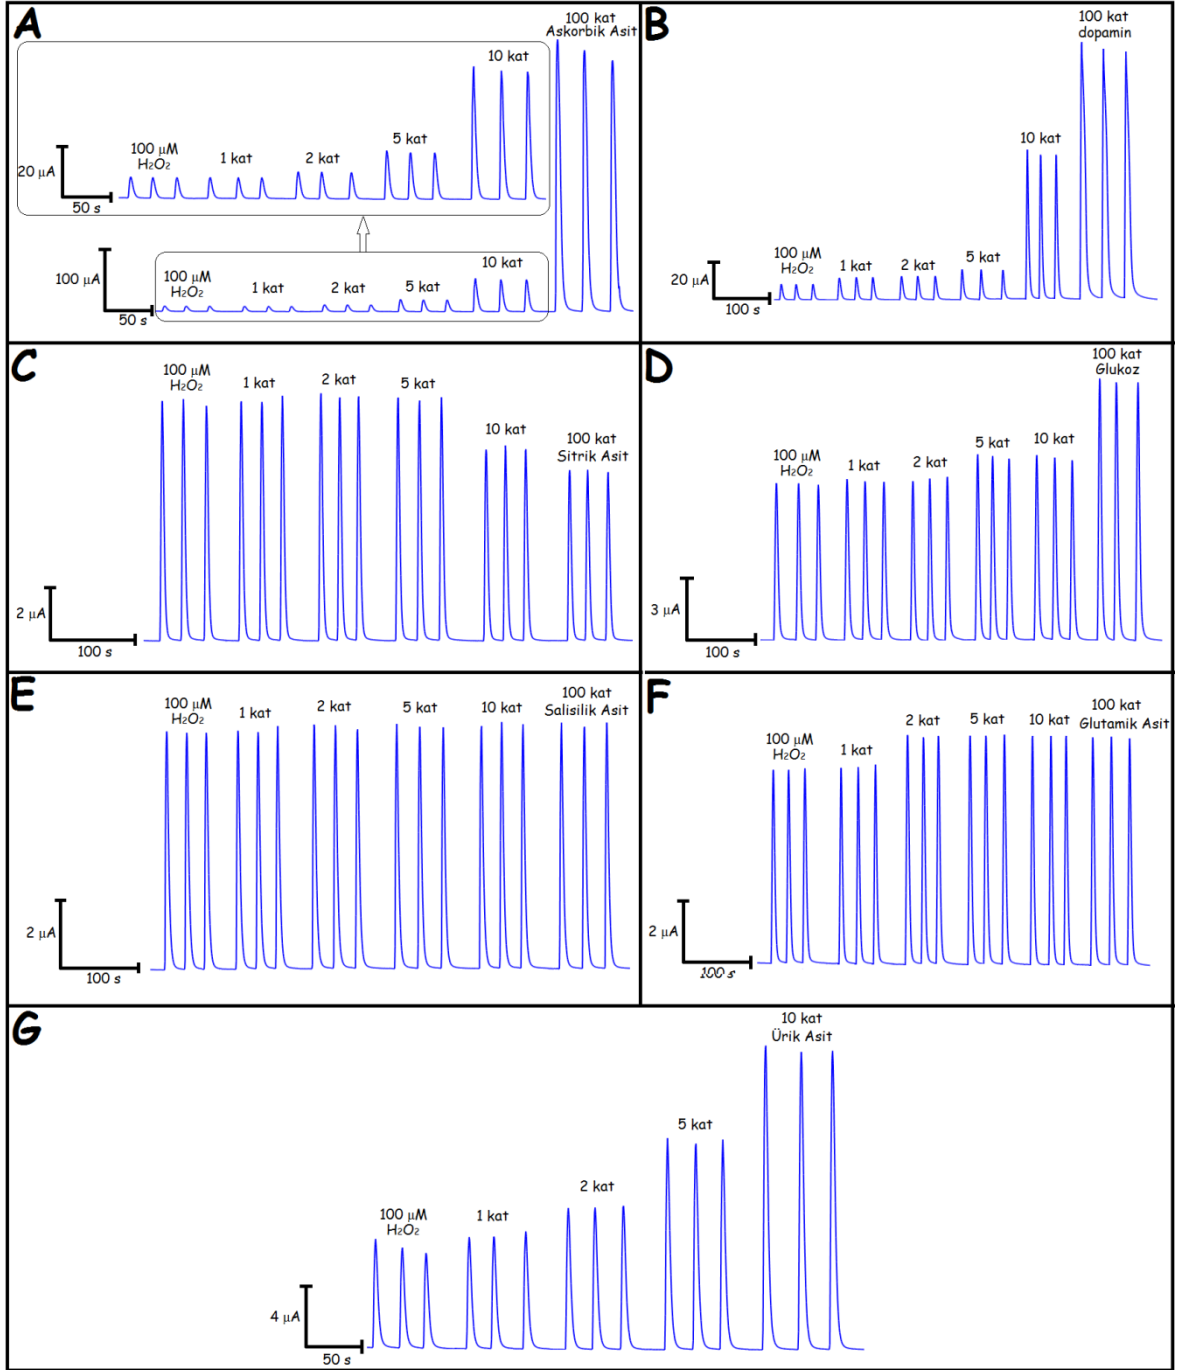 A
100 kat
Askorbik Asit
10 kat
5 kat
100 µM
H₂O₂
1 kat
2 kat
20 µA
50 s
100 µA
50 s
100 µM
H₂O₂
1 kat
2 kat
5 kat
10 kat
B
100 kat
dopamin
10 kat
100 µM
H₂O₂
1 kat
2 kat
5 kat
20 µA
100 s
C
100 µM
H₂O₂
1 kat
2 kat
5 kat
10 kat
100 kat
Sitrik Asit
2 µA
100 s
D
100 kat
Glukoz
100 µM
H₂O₂
1 kat
2 kat
5 kat
10 kat
3 µA
100 s
E
100 µM
H₂O₂
1 kat
2 kat
5 kat
10 kat
100 kat
Salisilik Asit
2 µA
100 s
F
100 µM
H₂O₂
1 kat
2 kat
5 kat
10 kat
100 kat
Glutamik Asit
2 µA
100 s
G
100 µM
H₂O₂
1 kat
2 kat
5 kat
10 kat
Ürik Asit
4 µA
50 s